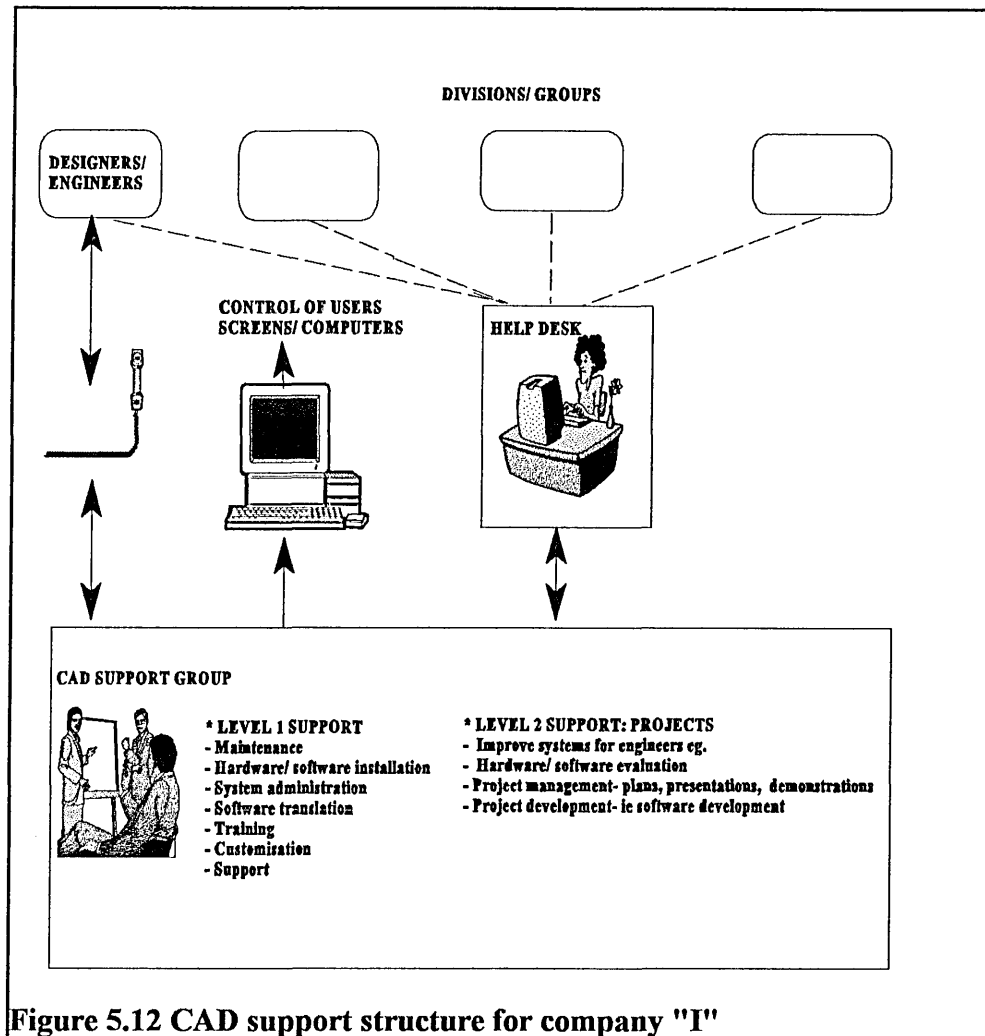 DIVISIONS/ GROUPS
DESIGNERS/
ENGINEERS
CONTROL OF USERS
SCREENS/ COMPUTERS
HELP DESK
CAD SUPPORT GROUP
* LEVEL 1 SUPPORT
- Maintenance
- Hardware/ software installation
- System administration
- Software translation
- Training
- Customisation
- Support
* LEVEL 2 SUPPORT: PROJECTS
- Improve systems for engineers eg.
- Hardware/ software evaluation
- Project management- plans, presentations, demonstrations
- Project development- ie software development
Figure 5.12 CAD support structure for company "I"